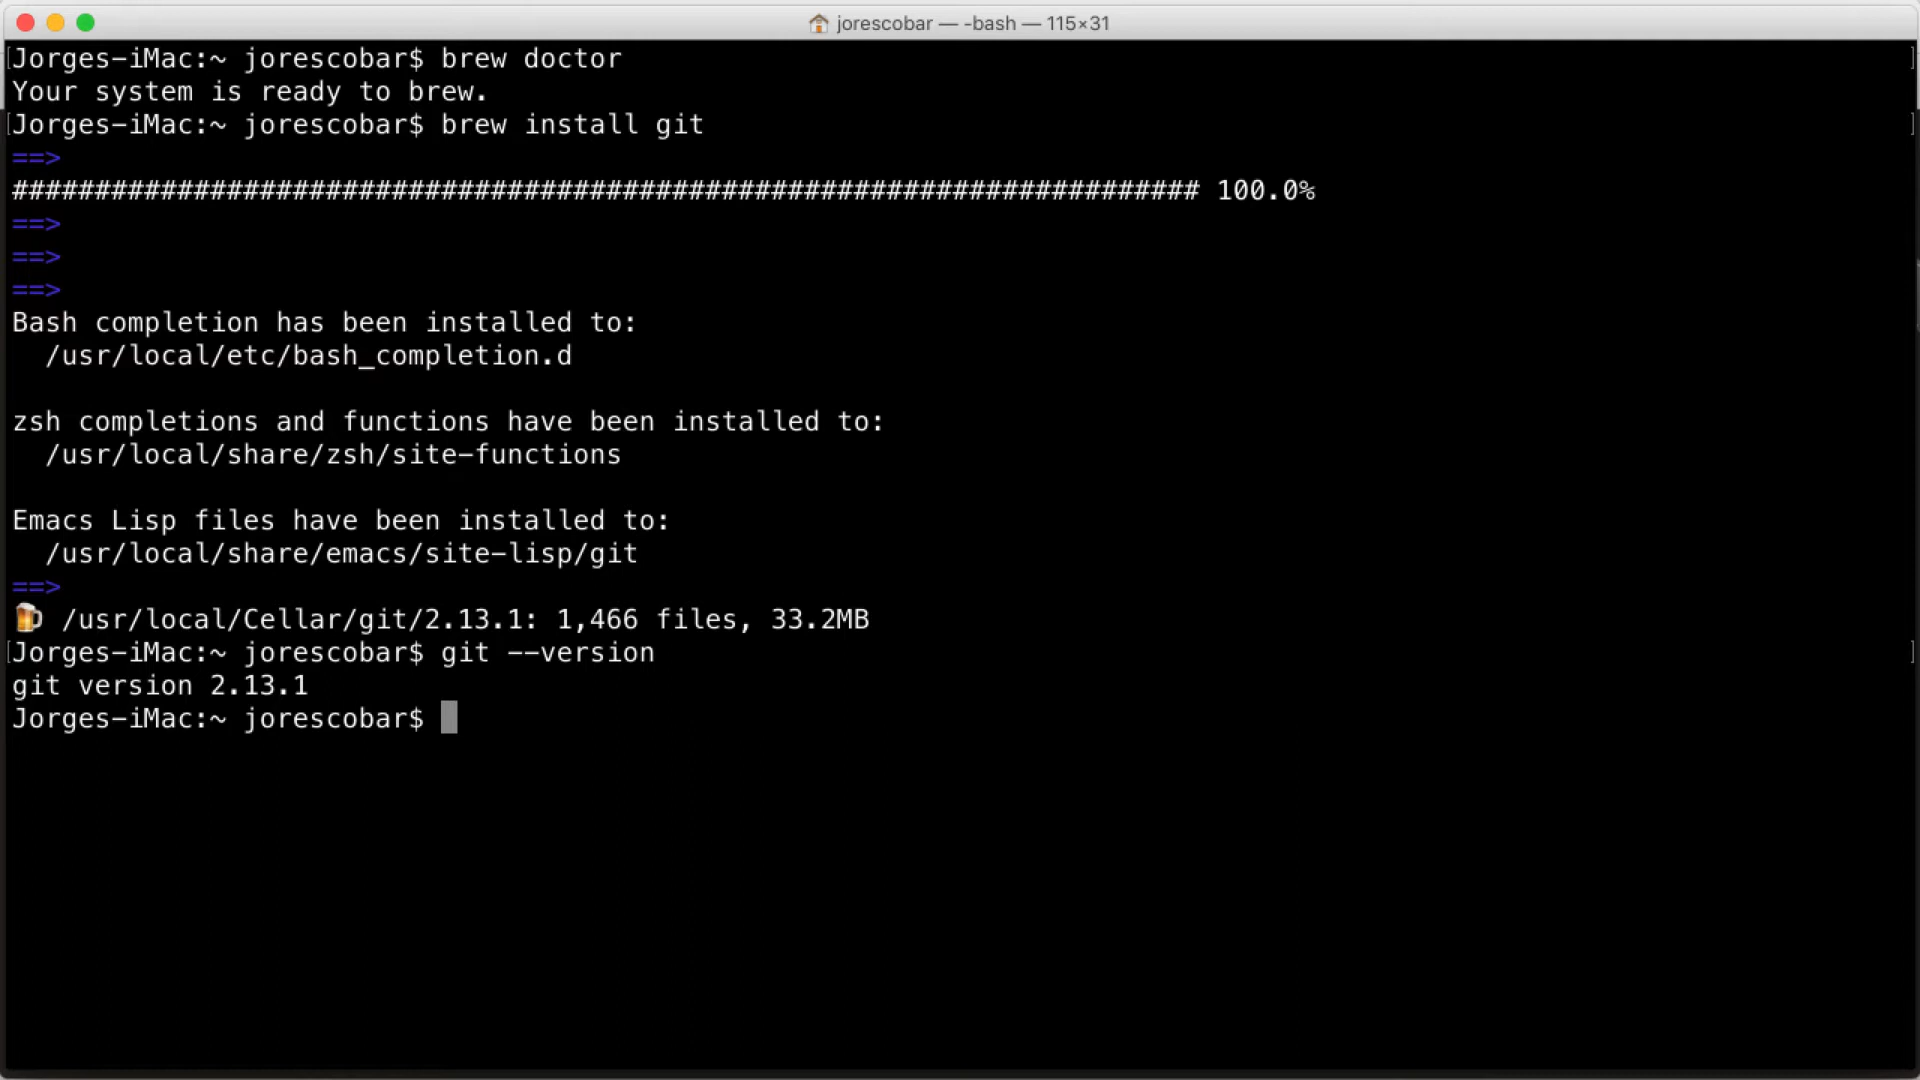 jorescobar — -bash — 115×31
Jorges-iMac:~ jorescobar$ brew doctor
Your system is ready to brew.
Jorges-iMac:~ jorescobar$ brew install git
==>
######################################################################## 100.0%
==>
==>
==>
Bash completion has been installed to:
  /usr/local/etc/bash_completion.d
zsh completions and functions have been installed to:
  /usr/local/share/zsh/site-functions
Emacs Lisp files have been installed to:
  /usr/local/share/emacs/site-lisp/git
==>
🍺 /usr/local/Cellar/git/2.13.1: 1,466 files, 33.2MB
Jorges-iMac:~ jorescobar$ git --version
git version 2.13.1
Jorges-iMac:~ jorescobar$